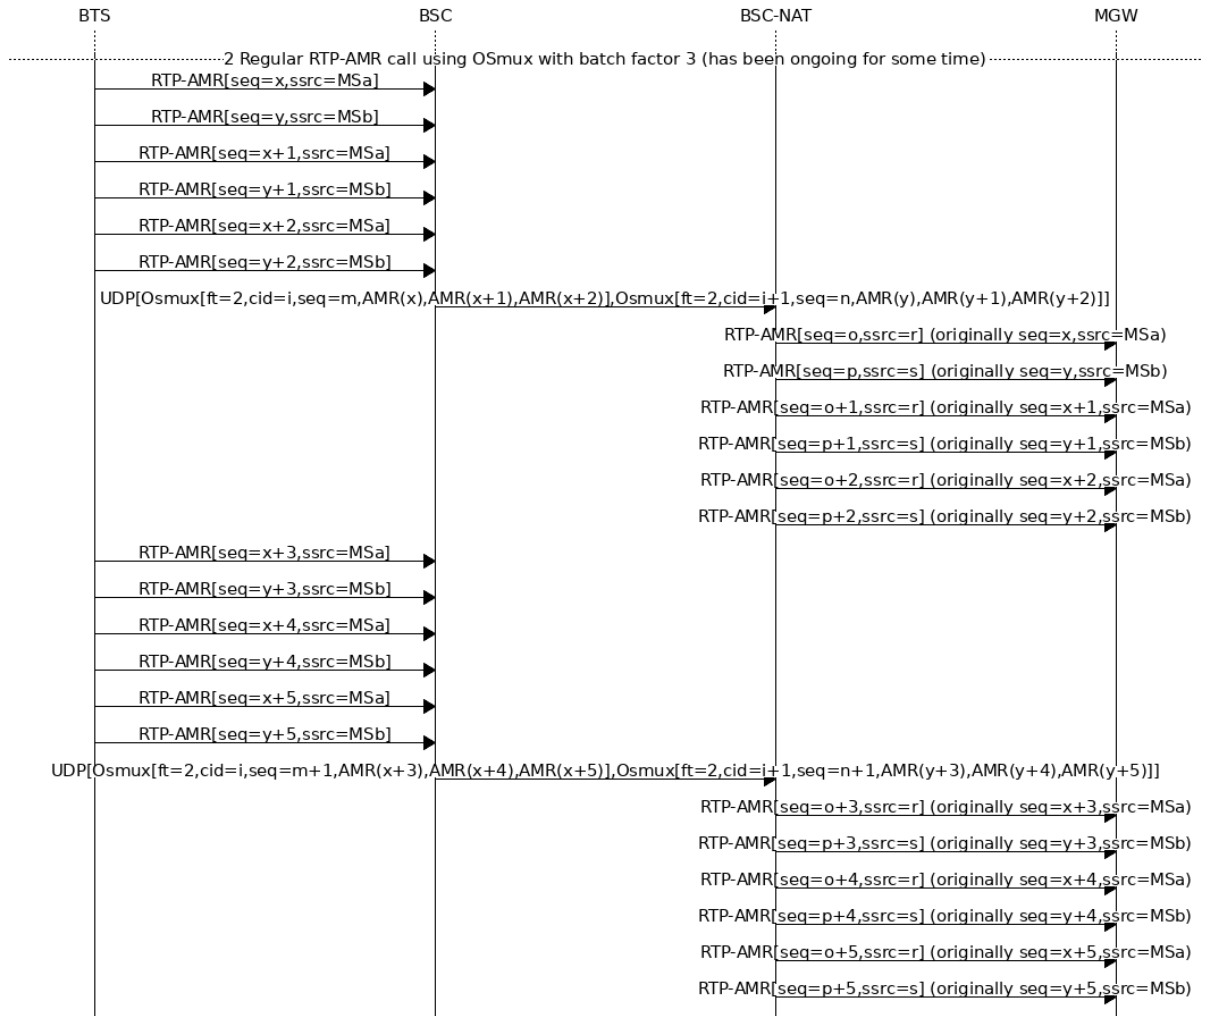 BTS BSC BSC-NAT MGW
2 Regular RTP-AMR call using OSmux with batch factor 3 (has been ongoing for some time)
RTP-AMR[seq=x,ssrc=MSa]
RTP-AMR[seq=y,ssrc=MSb]
RTP-AMR[seq=x+1,ssrc=MSa]
RTP-AMR[seq=y+1,ssrc=MSb]
RTP-AMR[seq=x+2,ssrc=MSa]
RTP-AMR[seq=y+2,ssrc=MSb]
UDP[Osmux[ft=2,cid=i,seq=m,AMR(x),AMR(x+1),AMR(x+2)],Osmux[ft=2,cid=i+1,seq=n,AMR(y),AMR(y+1),AMR(y+2)]]
RTP-AMR[seq=o,ssrc=r] (originally seq=x,ssrc=MSa)
RTP-AMR[seq=p,ssrc=s] (originally seq=y,ssrc=MSb)
RTP-AMR[seq=o+1,ssrc=r] (originally seq=x+1,ssrc=MSa)
RTP-AMR[seq=p+1,ssrc=s] (originally seq=y+1,ssrc=MSb)
RTP-AMR[seq=o+2,ssrc=r] (originally seq=x+2,ssrc=MSa)
RTP-AMR[seq=p+2,ssrc=s] (originally seq=y+2,ssrc=MSb)
RTP-AMR[seq=x+3,ssrc=MSa]
RTP-AMR[seq=y+3,ssrc=MSb]
RTP-AMR[seq=x+4,ssrc=MSa]
RTP-AMR[seq=y+4,ssrc=MSb]
RTP-AMR[seq=x+5,ssrc=MSa]
RTP-AMR[seq=y+5,ssrc=MSb]
UDP[Osmux[ft=2,cid=i,seq=m+1,AMR(x+3),AMR(x+4),AMR(x+5)],Osmux[ft=2,cid=i+1,seq=n+1,AMR(y+3),AMR(y+4),AMR(y+5)]]
RTP-AMR[seq=o+3,ssrc=r] (originally seq=x+3,ssrc=MSa)
RTP-AMR[seq=p+3,ssrc=s] (originally seq=y+3,ssrc=MSb)
RTP-AMR[seq=o+4,ssrc=r] (originally seq=x+4,ssrc=MSa)
RTP-AMR[seq=p+4,ssrc=s] (originally seq=y+4,ssrc=MSb)
RTP-AMR[seq=o+5,ssrc=r] (originally seq=x+5,ssrc=MSa)
RTP-AMR[seq=p+5,ssrc=s] (originally seq=y+5,ssrc=MSb)